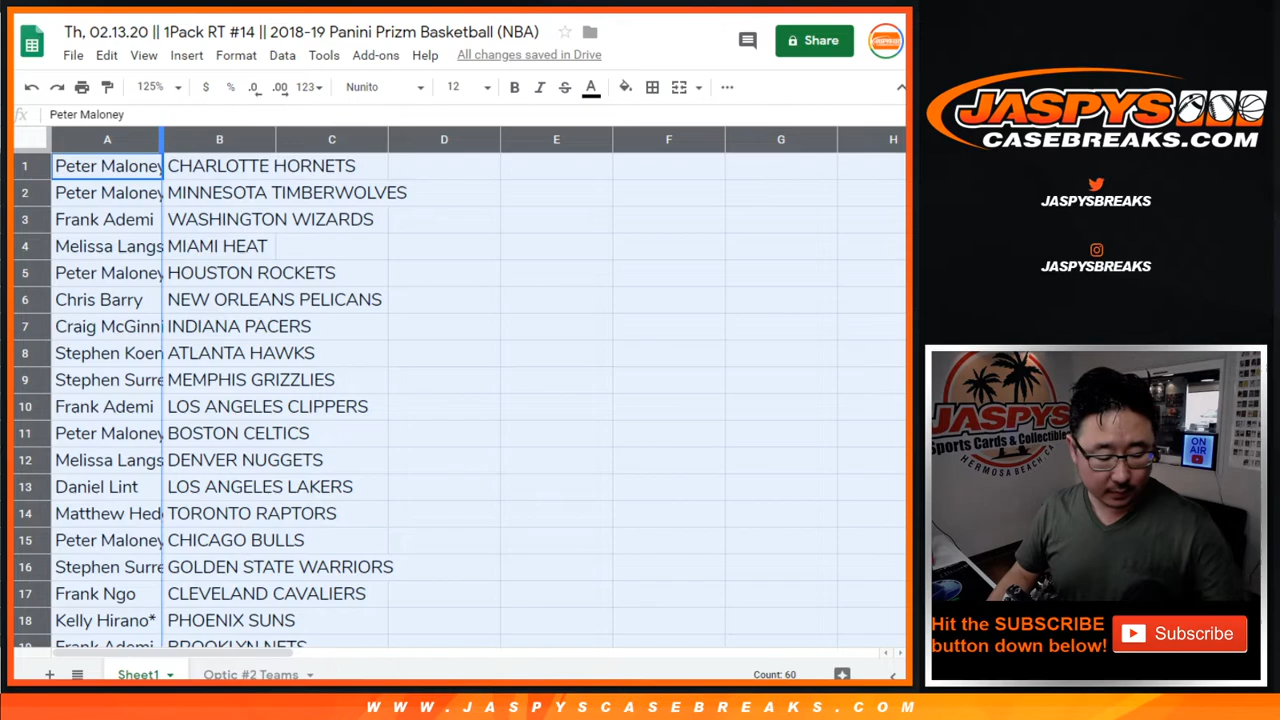 Th, 02.13.20 || 1Pack RT #14 || 2018-19 Panini Prizm Basketball (NBA)
File Edit View Insert Format Data Tools Add-ons Help All changes saved in Drive
Share
125% $ % .0 .00 123 Nunito 12 B I S A
fx Peter Maloney
A B C D E F G H
1 Peter Maloney CHARLOTTE HORNETS
2 Peter Maloney MINNESOTA TIMBERWOLVES
3 Frank Ademi WASHINGTON WIZARDS
4 Melissa Langs MIAMI HEAT
5 Peter Maloney HOUSTON ROCKETS
6 Chris Barry NEW ORLEANS PELICANS
7 Craig McGinni INDIANA PACERS
8 Stephen Koen ATLANTA HAWKS
9 Stephen Surre MEMPHIS GRIZZLIES
10 Frank Ademi LOS ANGELES CLIPPERS
11 Peter Maloney BOSTON CELTICS
12 Melissa Langs DENVER NUGGETS
13 Daniel Lint LOS ANGELES LAKERS
14 Matthew Hed TORONTO RAPTORS
15 Peter Maloney CHICAGO BULLS
16 Stephen Surre GOLDEN STATE WARRIORS
17 Frank Ngo CLEVELAND CAVALIERS
18 Kelly Hirano* PHOENIX SUNS
19 Frank Ademi BROOKLYN NETS
Sheet1 Optic #2 Teams Count: 60
JASPYS
CASEBREAKS.COM
JASPYSBREAKS
JASPYSBREAKS
JASPYS
Sports Cards & Collectibles
HERMOSA BEACH, CA
ON
AIR
Hit the SUBSCRIBE
button down below!
Subscribe
WWW.JASPYSCASEBREAKS.COM